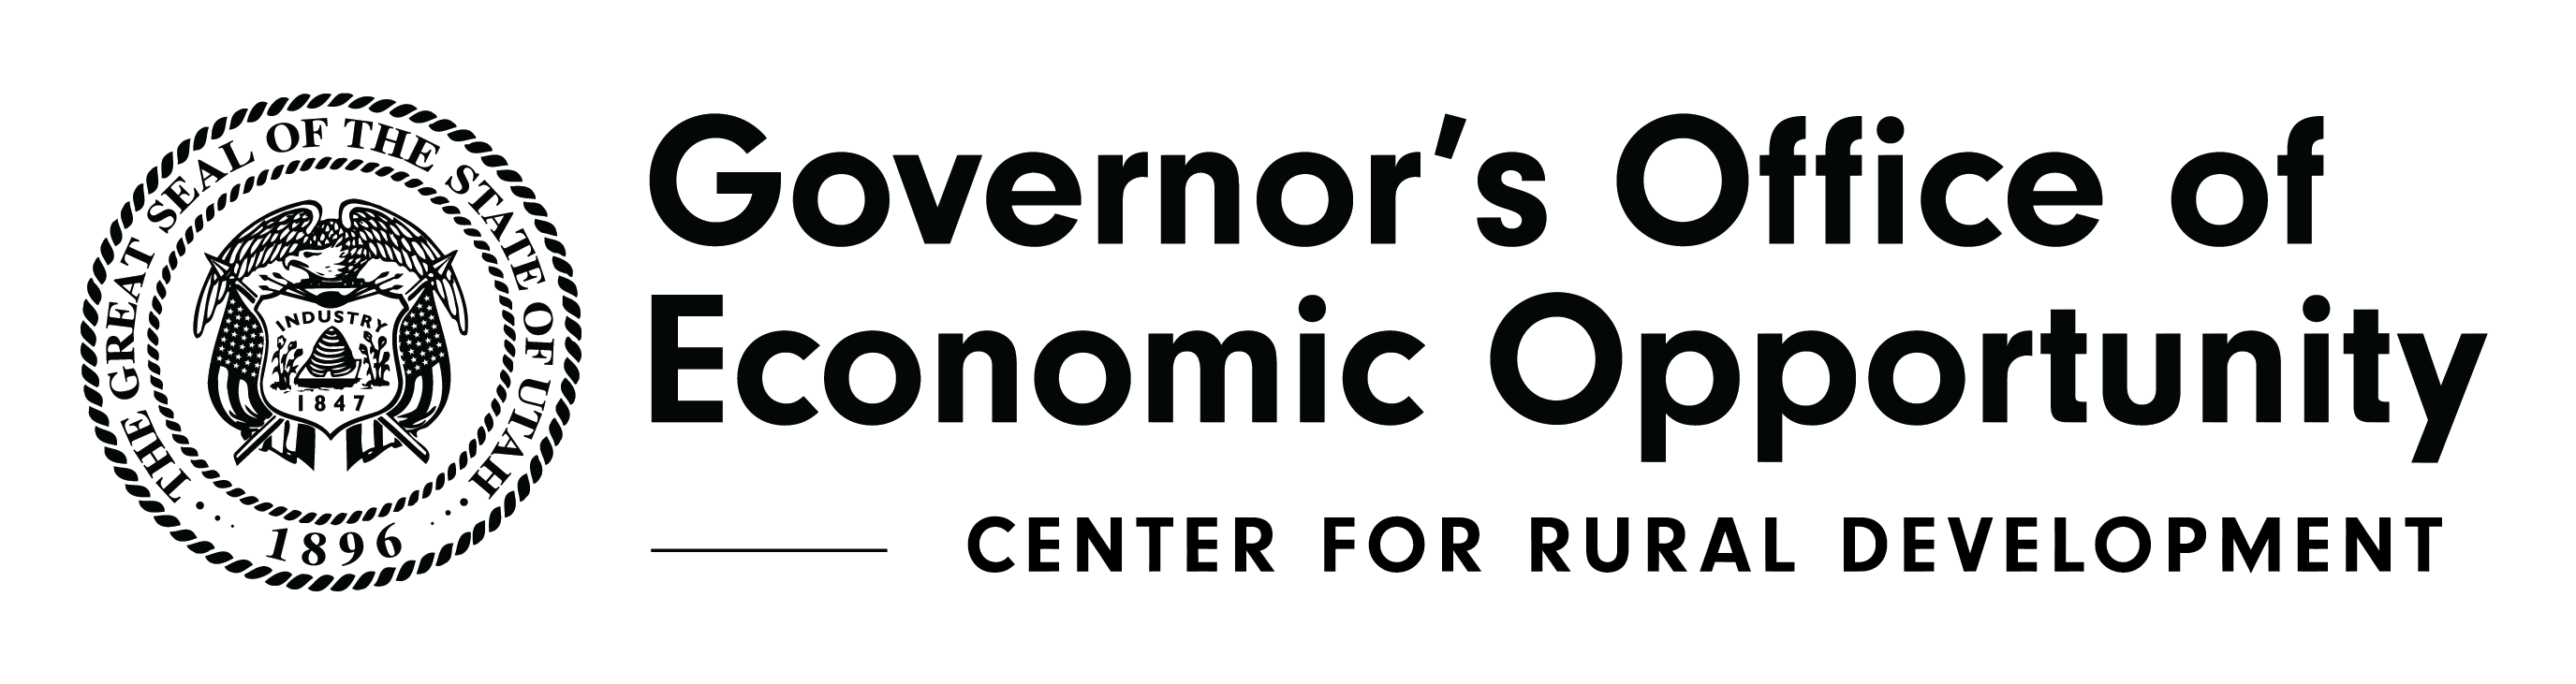 THE GREAT SEAL OF THE STATE OF UTAH
INDUSTRY
1847
1896
Governor's Office of
Economic Opportunity
CENTER FOR RURAL DEVELOPMENT